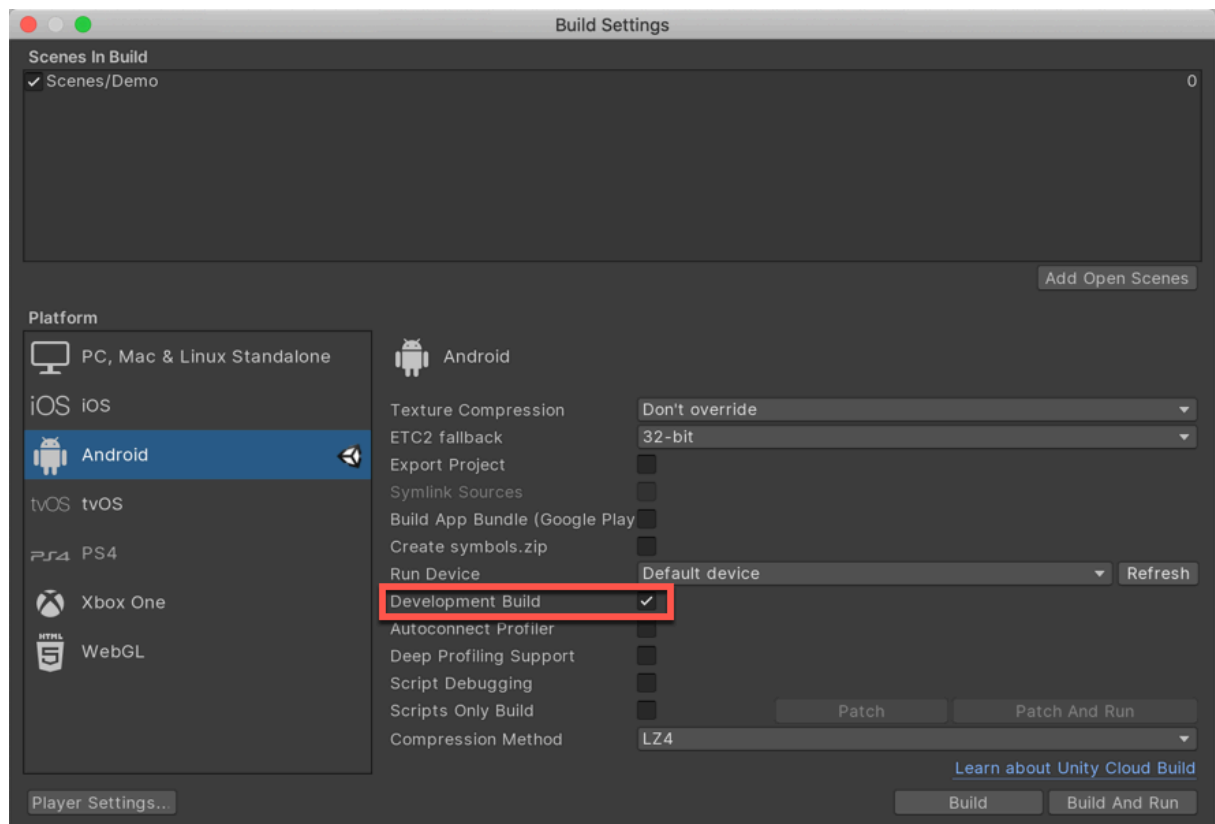 Build Settings
Scenes In Build
Scenes/Demo 0
Add Open Scenes
Platform
PC, Mac & Linux Standalone
iOS iOS
Android
tvOS tvOS
PS4 PS4
Xbox One
HTML 5 WebGL
Android
Texture Compression Don't override
ETC2 fallback 32-bit
Export Project
Symlink Sources
Build App Bundle (Google Play
Create symbols.zip
Run Device Default device Refresh
Development Build
Autoconnect Profiler
Deep Profiling Support
Script Debugging
Scripts Only Build Patch Patch And Run
Compression Method LZ4
Learn about Unity Cloud Build
Player Settings... Build Build And Run